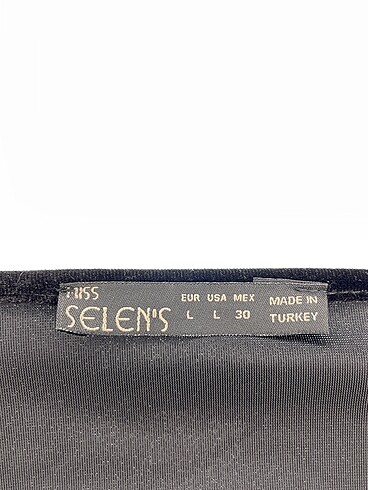 MISS
SELEN'S
EUR USA MEX
L L 30
MADE IN
TURKEY